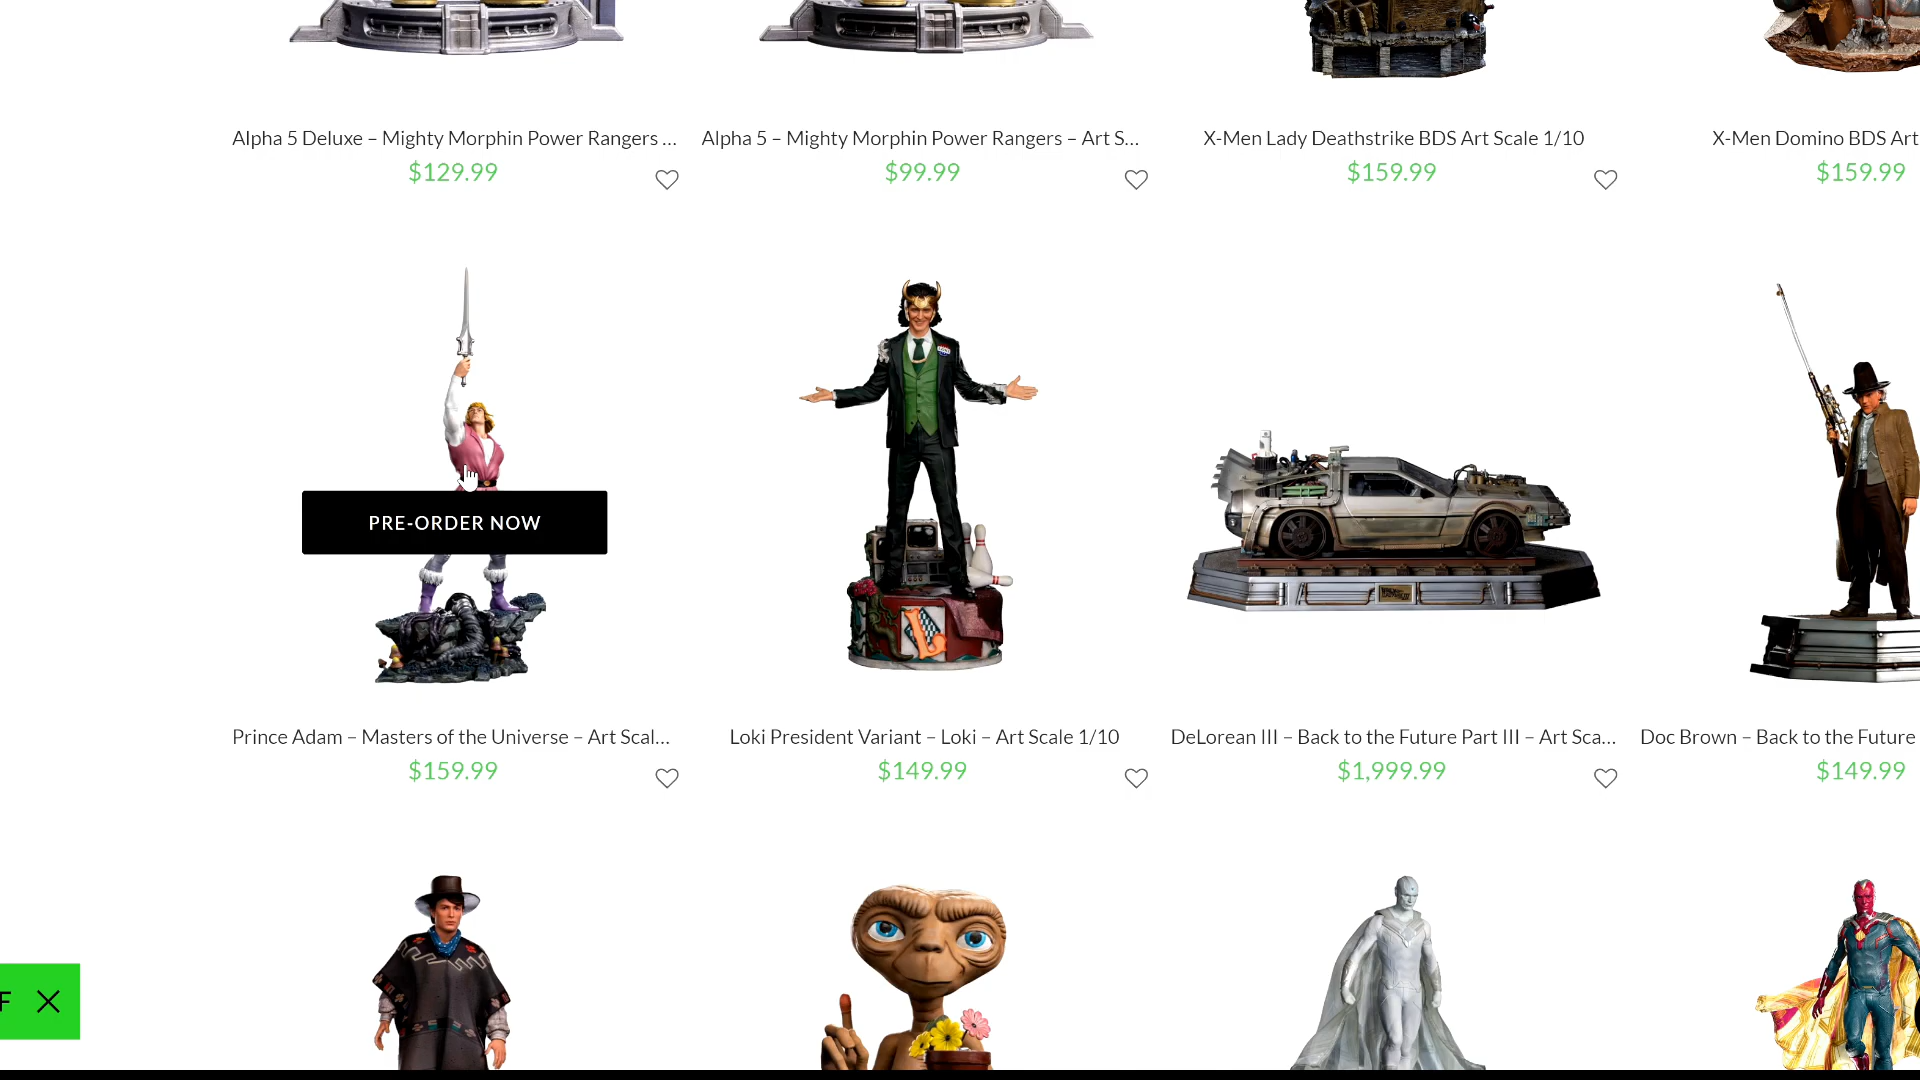 Alpha 5 Deluxe – Mighty Morphin Power Rangers ...
$129.99
Alpha 5 – Mighty Morphin Power Rangers – Art S...
$99.99
X-Men Lady Deathstrike BDS Art Scale 1/10
$159.99
X-Men Domino BDS Art
$159.99
PRE-ORDER NOW
Prince Adam – Masters of the Universe – Art Scal...
$159.99
Loki President Variant – Loki – Art Scale 1/10
$149.99
DeLorean III – Back to the Future Part III – Art Sca...
$1,999.99
Doc Brown – Back to the Future
$149.99
F